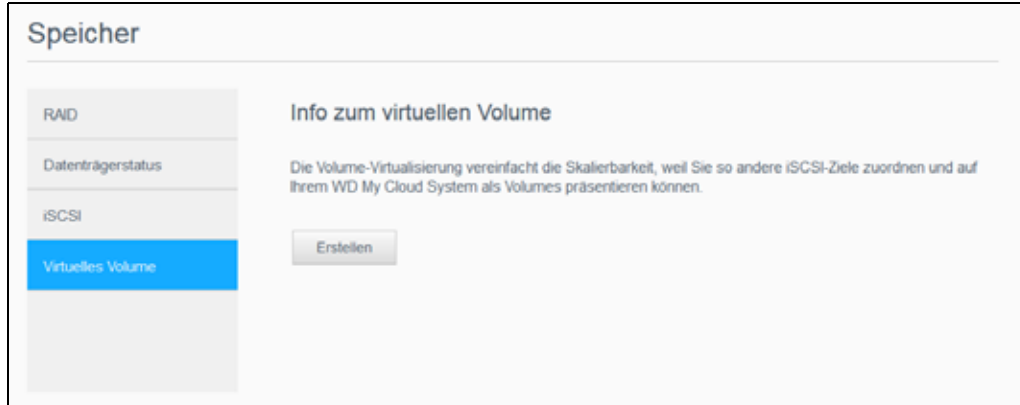 Speicher
RAID
Datenträgerstatus
iSCSI
Virtuelles Volume
Info zum virtuellen Volume
Die Volume-Virtualisierung vereinfacht die Skalierbarkeit, weil Sie so andere iSCSI-Ziele zuordnen und auf
Ihrem WD My Cloud System als Volumes präsentieren können.
Erstellen